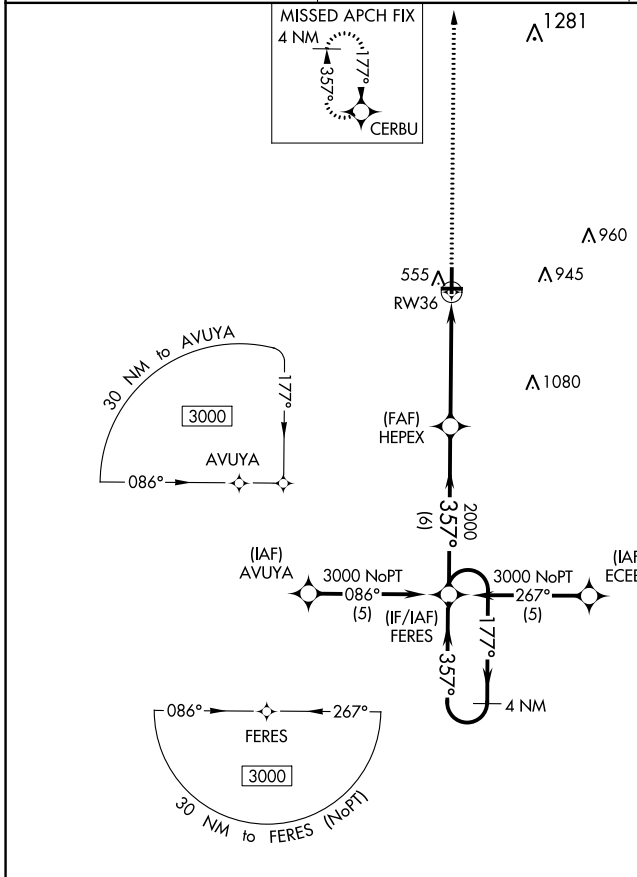 MISSED APCH FIX
4 NM
357°
177°
CERBU
1281
960
945
555
RW36
1080
30 NM to AVUYA
177°
3000
AVUYA
086°
(FAF)
HEPEX
2000
357°
(6)
(IAF)
AVUYA
3000 NoPT
086°
(5)
(IF/IAF)
FERES
3000 NoPT
267°
(5)
(IAF
177°
357°
4 NM
086°
267°
FERES
3000
30 NM to FERES (NoPT)